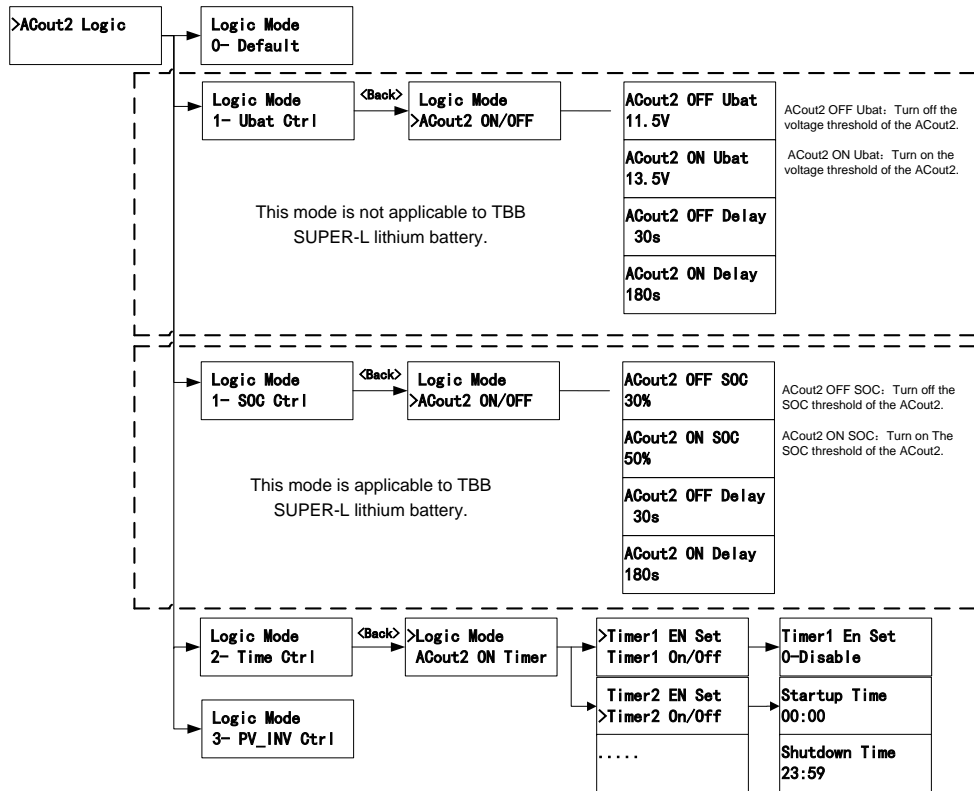 >ACout2 Logic
Logic Mode
0- Default
Logic Mode
1- Ubat Ctrl
<Back>
Logic Mode
>ACout2 ON/OFF
ACout2 OFF Ubat
11.5V
ACout2 ON Ubat
13.5V
ACout2 OFF Delay
30s
ACout2 ON Delay
180s
ACout2 OFF Ubat: Turn off the
voltage threshold of the ACout2.
ACout2 ON Ubat: Turn on the
voltage threshold of the ACout2.
This mode is not applicable to TBB
SUPER-L lithium battery.
Logic Mode
1- SOC Ctrl
<Back>
Logic Mode
>ACout2 ON/OFF
ACout2 OFF SOC
30%
ACout2 ON SOC
50%
ACout2 OFF Delay
30s
ACout2 ON Delay
180s
ACout2 OFF SOC: Turn off the
SOC threshold of the ACout2.
ACout2 ON SOC: Turn on The
SOC threshold of the ACout2.
This mode is applicable to TBB
SUPER-L lithium battery.
Logic Mode
2- Time Ctrl
<Back>
>Logic Mode
ACout2 ON Timer
>Timer1 EN Set
Timer1 On/Off
Timer1 En Set
0-Disable
Timer2 EN Set
>Timer2 On/Off
Startup Time
00:00
.....
Shutdown Time
23:59
Logic Mode
3- PV_INV Ctrl